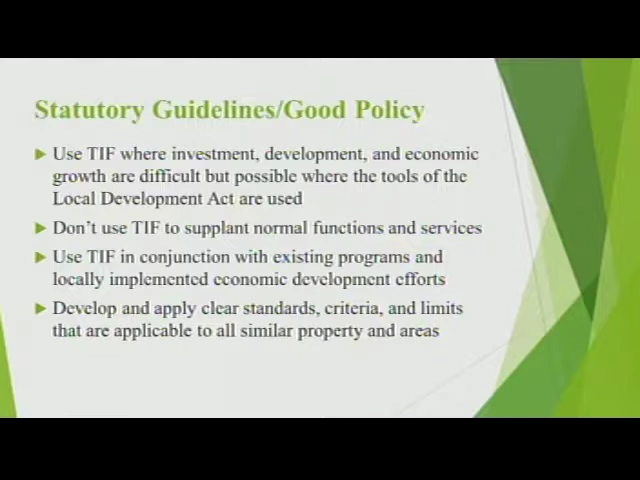 Statutory Guidelines/Good Policy
Use TIF where investment, development, and economic
growth are difficult but possible where the tools of the
Local Development Act are used
Don't use TIF to supplant normal functions and services
Use TIF in conjunction with existing programs and
locally implemented economic development efforts
Develop and apply clear standards, criteria, and limits
that are applicable to all similar property and areas